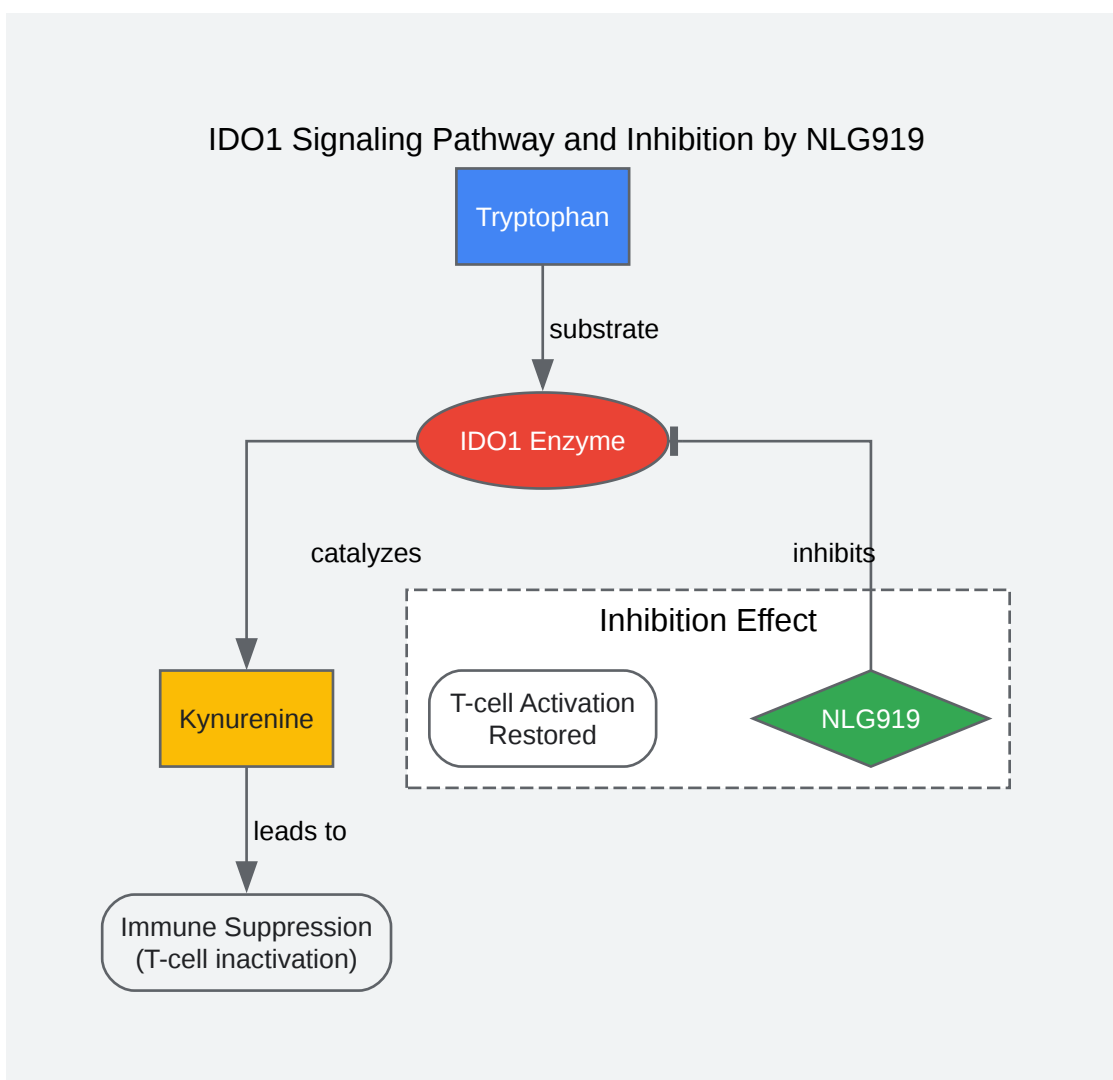 IDO1 Signaling Pathway and Inhibition by NLG919
Tryptophan
substrate
IDO1 Enzyme
catalyzes
inhibits
Inhibition Effect
T-cell Activation
Restored
NLG919
Kynurenine
leads to
Immune Suppression
(T-cell inactivation)